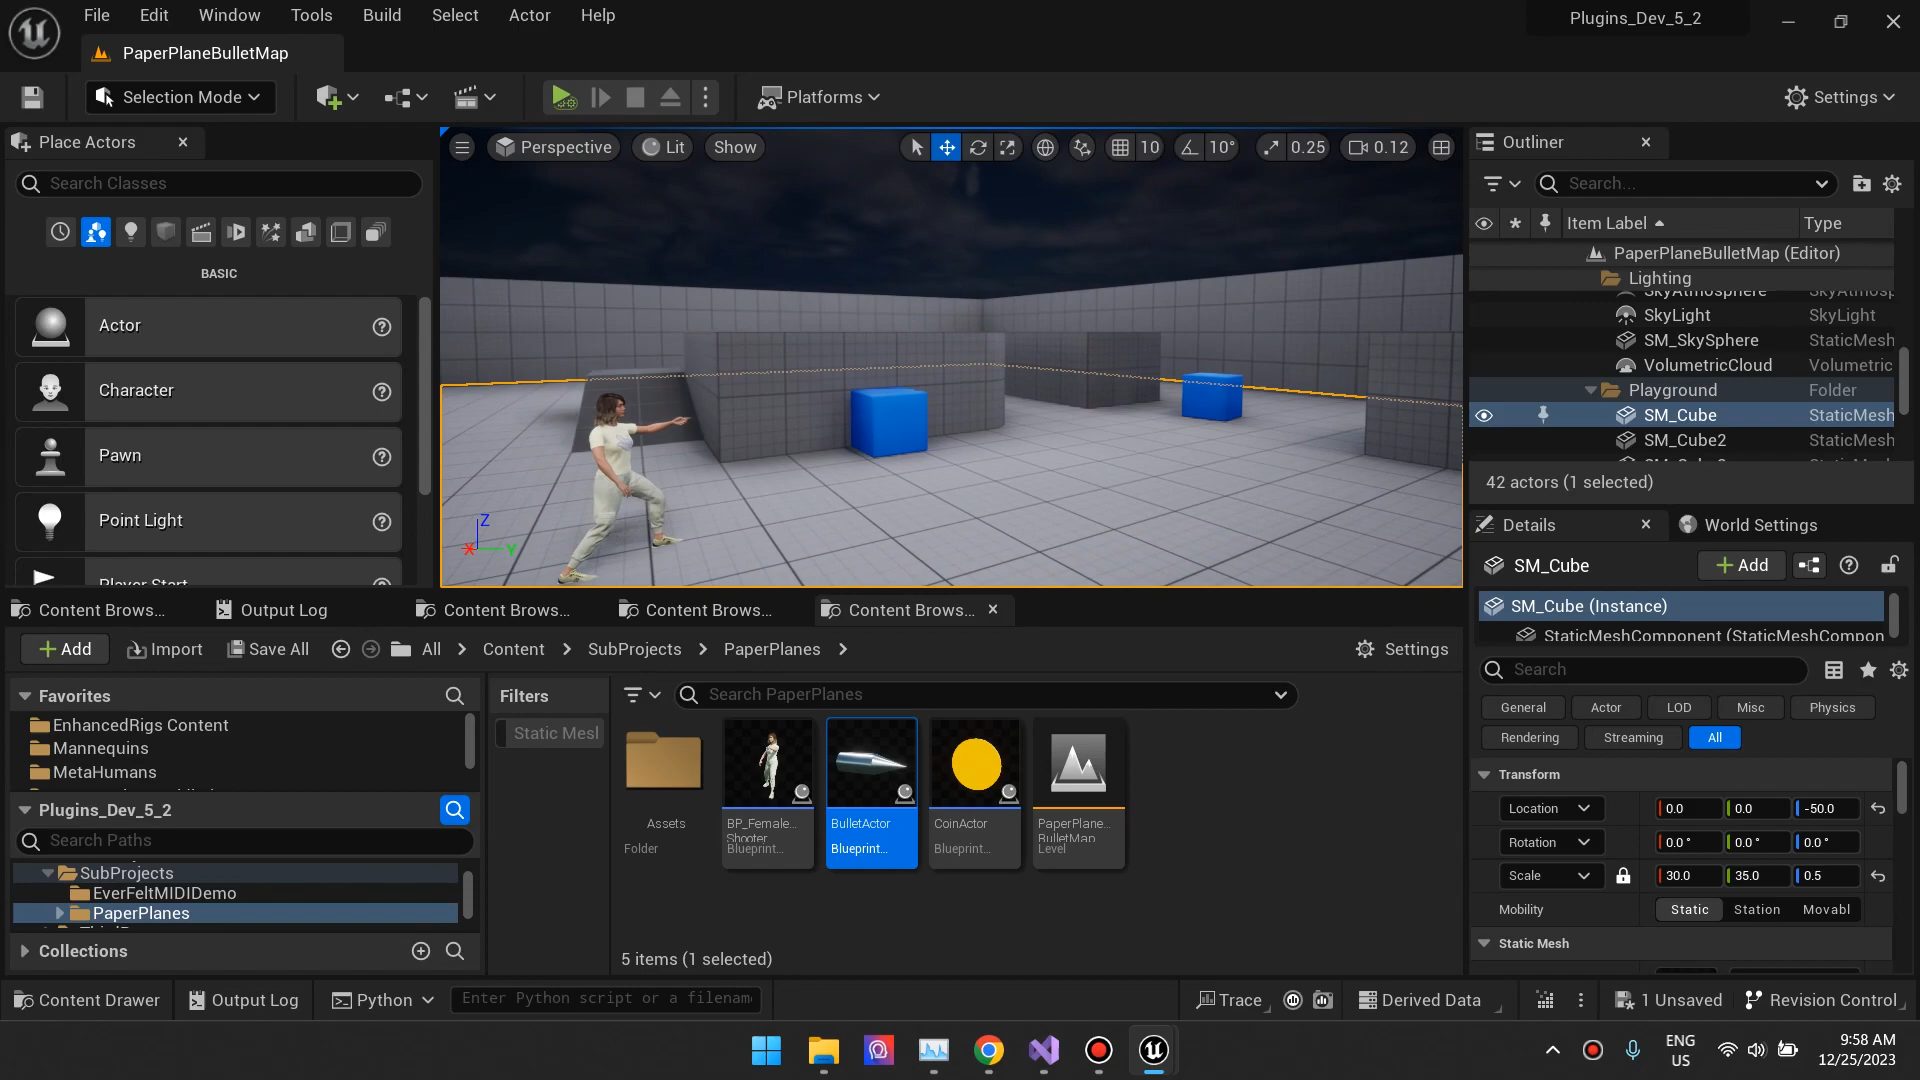 File Edit Window Tools Build Select Actor Help
Plugins_Dev_5_2
PaperPlaneBulletMap
Selection Mode
Platforms
Settings
Place Actors
Search Classes
BASIC
Actor
Character
Pawn
Point Light
Player Start
Perspective
Lit
Show
10
10°
0.25
0.12
Z
X
Y
Outliner
Search...
Item Label
Type
PaperPlaneBulletMap (Editor)
Lighting
SkyAtmosphere SkyAtmosp
SkyLight SkyLight
SM_SkySphere StaticMesh
VolumetricCloud Volumetric
Playground Folder
SM_Cube StaticMesh
SM_Cube2 StaticMesh
42 actors (1 selected)
Details
World Settings
SM_Cube
Add
SM_Cube (Instance)
StaticMeshComponent (StaticMeshCompon
Search
General Actor LOD Misc Physics
Rendering Streaming All
Transform
Location 0.0 0.0 -50.0
Rotation 0.0 ° 0.0 ° 0.0 °
Scale 30.0 35.0 0.5
Mobility Static Station Movabl
Static Mesh
Content Brows...
Output Log
Content Brows...
Content Brows...
Content Brows...
Add
Import
Save All
All > Content > SubProjects > PaperPlanes >
Settings
Favorites
EnhancedRigs Content
Mannequins
MetaHumans
Plugins_Dev_5_2
Search Paths
SubProjects
EverFeltMIDIDemo
PaperPlanes
Collections
Filters
Static Mesl
Search PaperPlanes
Assets
Folder
BP_Female...
Shooter
Blueprint...
BulletActor
Blueprint...
CoinActor
Blueprint...
PaperPlane...
BulletMap
Level
5 items (1 selected)
Content Drawer
Output Log
Python
Enter Python script or a filename
Trace
Derived Data
1 Unsaved
Revision Control
ENG
US
9:58 AM
12/25/2023